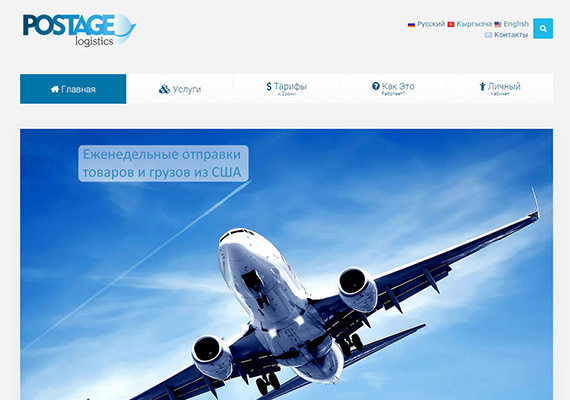 POSTAGE
logistics
Русский Кыргызча English
Контакты
Главная
Услуги
Тарифы
и Сроки
Как Это
Работает?
Личный
Кабинет
Еженедельные отправки
товаров и грузов из США